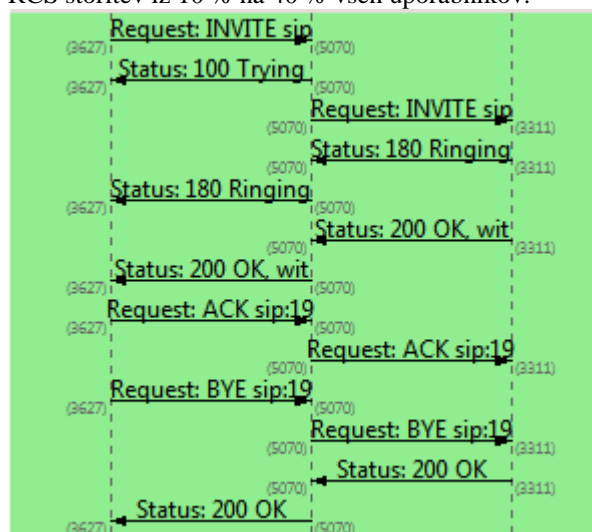 RCS storitev iz 10 % na 40 % vseh uporabnikov.
Request: INVITE sip
(3627) (5070)
Status: 100 Trying
(3627) (5070)
Request: INVITE sip
(5070) (3311)
Status: 180 Ringing
(5070) (3311)
Status: 180 Ringing
(3627) (5070)
Status: 200 OK, wit
(5070) (3311)
Status: 200 OK, wit
(3627) (5070)
Request: ACK sip:19
(3627) (5070)
Request: ACK sip:19
(5070) (3311)
Request: BYE sip:19
(3627) (5070)
Request: BYE sip:19
(5070) (3311)
Status: 200 OK
(5070) (3311)
Status: 200 OK
(3627) (5070)